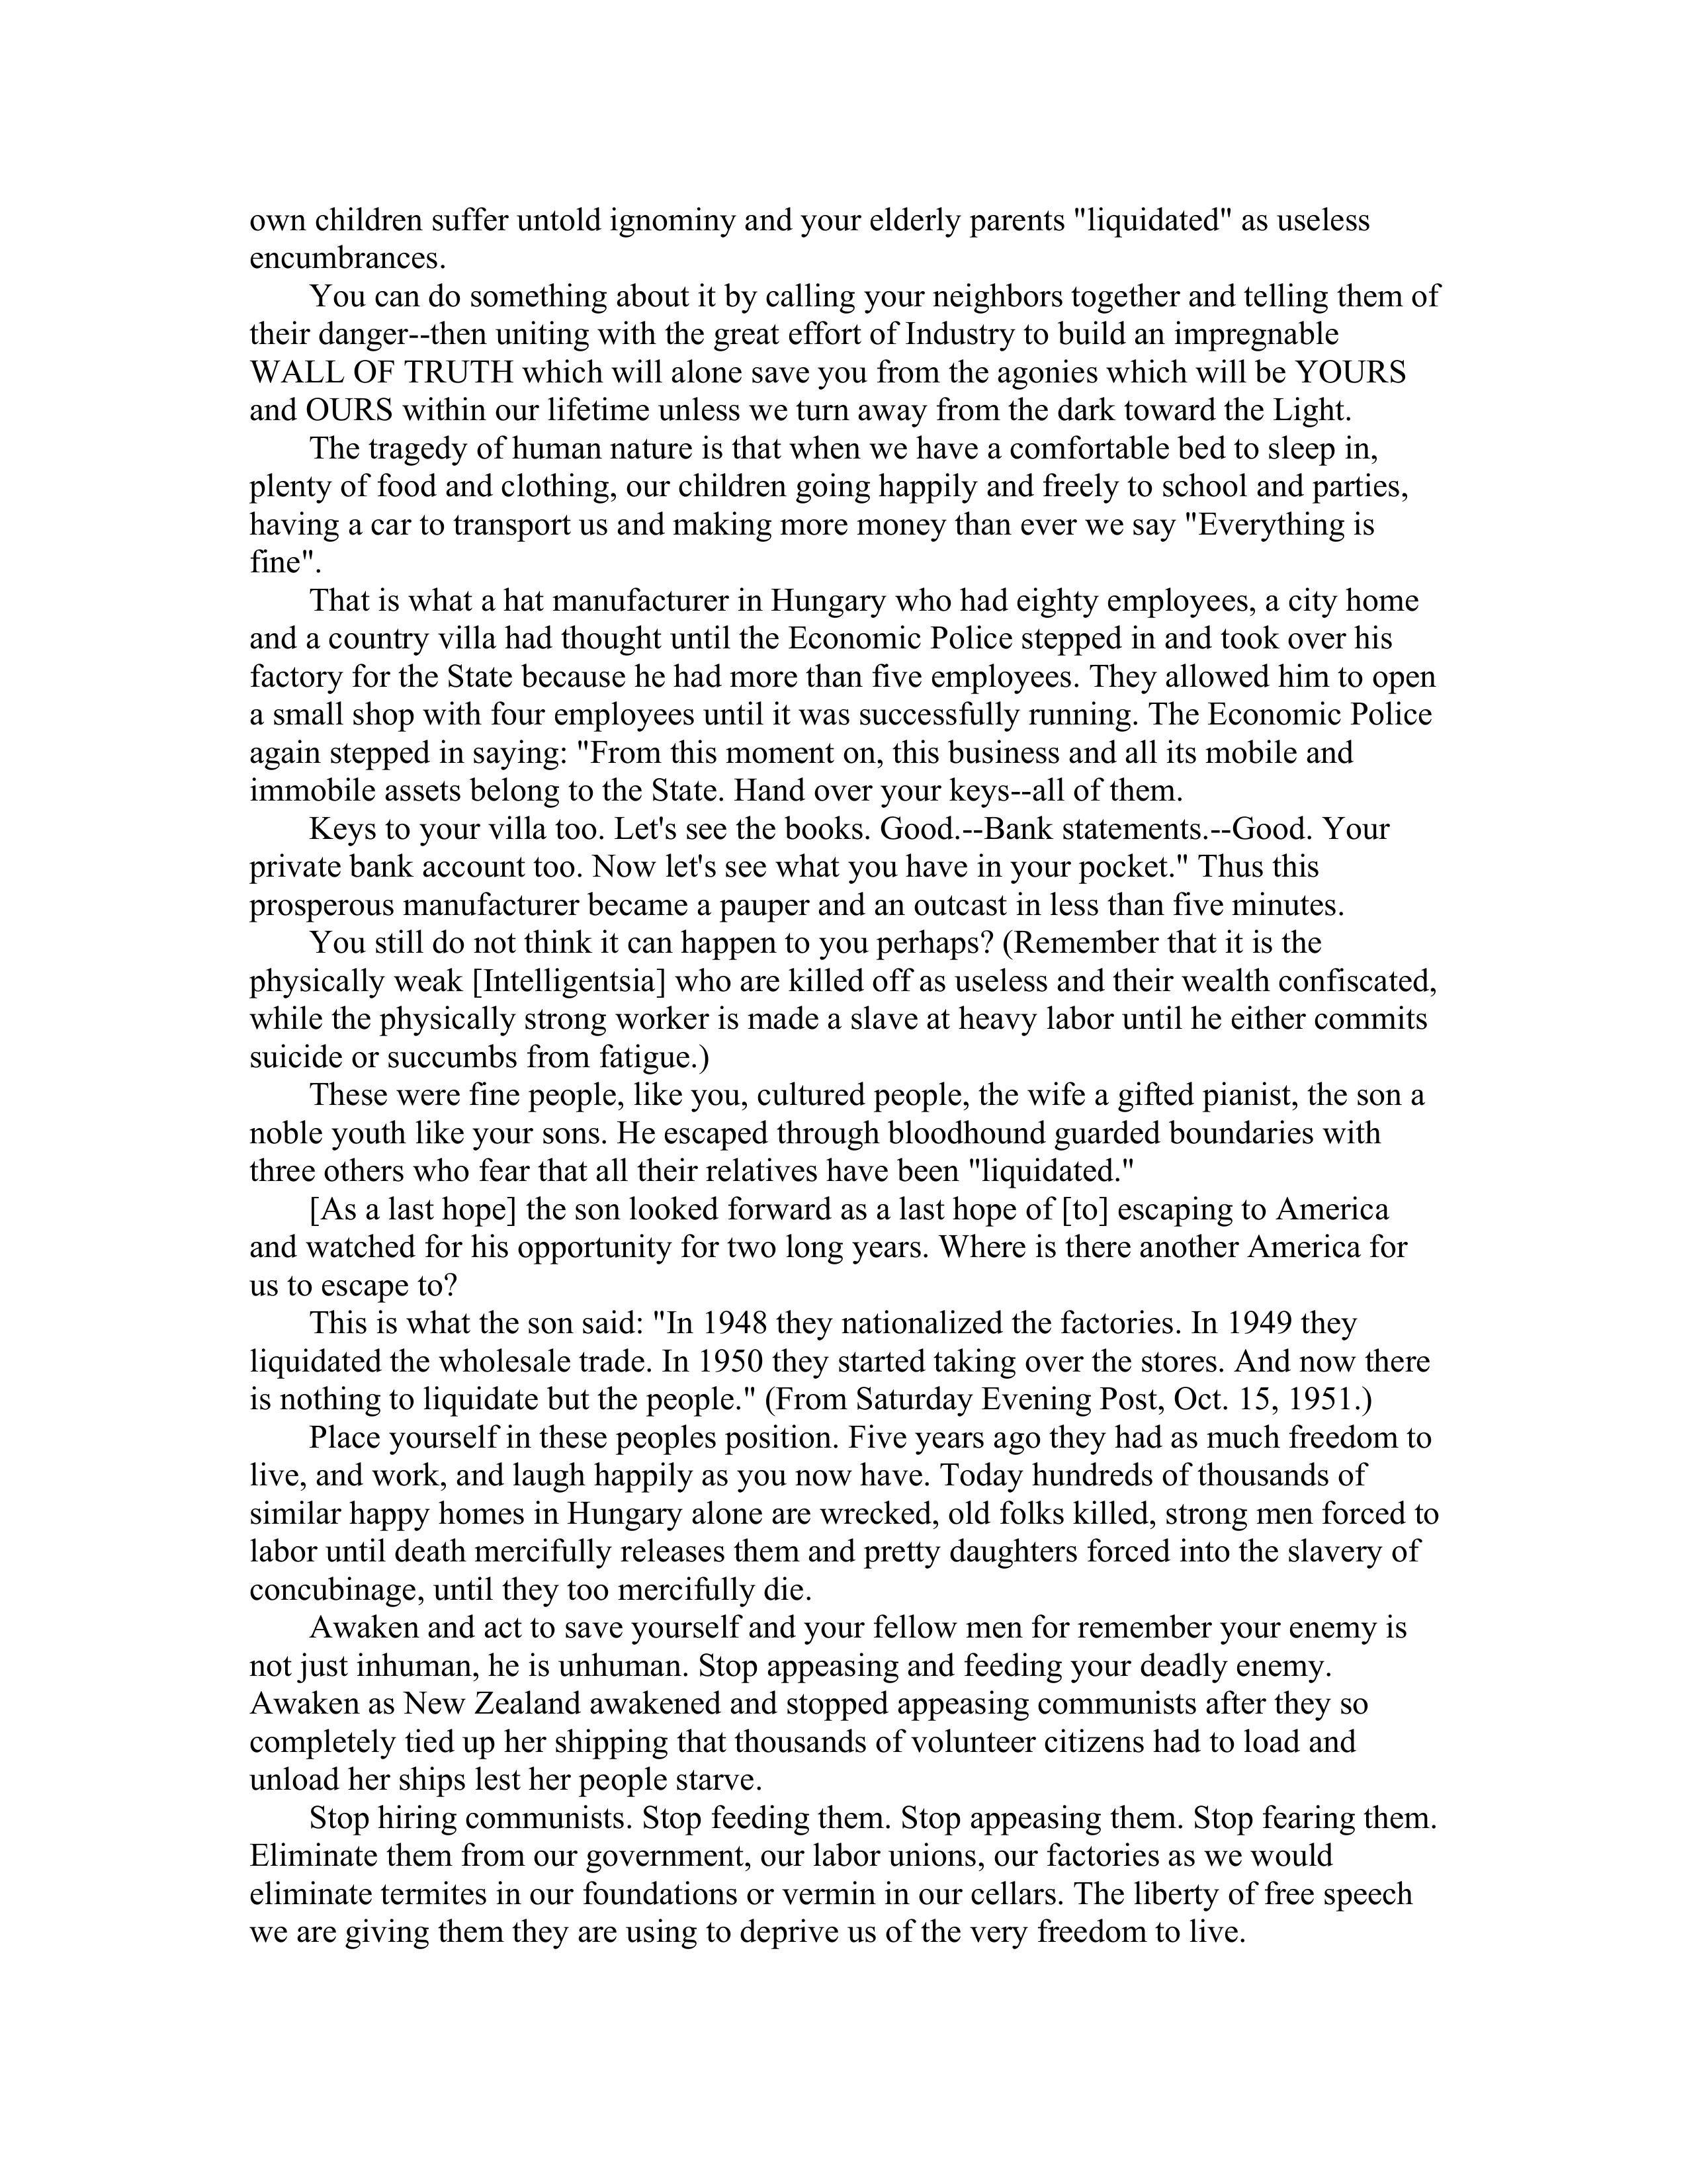 own children suffer untold ignominy and your elderly parents "liquidated" as useless
encumbrances.
You can do something about it by calling your neighbors together and telling them of
their danger--then uniting with the great effort of Industry to build an impregnable
WALL OF TRUTH which will alone save you from the agonies which will be YOURS
and OURS within our lifetime unless we turn away from the dark toward the Light.
The tragedy of human nature is that when we have a comfortable bed to sleep in,
plenty of food and clothing, our children going happily and freely to school and parties,
having a car to transport us and making more money than ever we say "Everything is
fine".
That is what a hat manufacturer in Hungary who had eighty employees, a city home
and a country villa had thought until the Economic Police stepped in and took over his
factory for the State because he had more than five employees. They allowed him to open
a small shop with four employees until it was successfully running. The Economic Police
again stepped in saying: "From this moment on, this business and all its mobile and
immobile assets belong to the State. Hand over your keys--all of them.
Keys to your villa too. Let's see the books. Good.--Bank statements.--Good. Your
private bank account too. Now let's see what you have in your pocket." Thus this
prosperous manufacturer became a pauper and an outcast in less than five minutes.
You still do not think it can happen to you perhaps? (Remember that it is the
physically weak [Intelligentsia] who are killed off as useless and their wealth confiscated,
while the physically strong worker is made a slave at heavy labor until he either commits
suicide or succumbs from fatigue.)
These were fine people, like you, cultured people, the wife a gifted pianist, the son a
noble youth like your sons. He escaped through bloodhound guarded boundaries with
three others who fear that all their relatives have been "liquidated."
[As a last hope] the son looked forward as a last hope of [to] escaping to America
and watched for his opportunity for two long years. Where is there another America for
us to escape to?
This is what the son said: "In 1948 they nationalized the factories. In 1949 they
liquidated the wholesale trade. In 1950 they started taking over the stores. And now there
is nothing to liquidate but the people." (From Saturday Evening Post, Oct. 15, 1951.)
Place yourself in these peoples position. Five years ago they had as much freedom to
live, and work, and laugh happily as you now have. Today hundreds of thousands of
similar happy homes in Hungary alone are wrecked, old folks killed, strong men forced to
labor until death mercifully releases them and pretty daughters forced into the slavery of
concubinage, until they too mercifully die.
Awaken and act to save yourself and your fellow men for remember your enemy is
not just inhuman, he is unhuman. Stop appeasing and feeding your deadly enemy.
Awaken as New Zealand awakened and stopped appeasing communists after they so
completely tied up her shipping that thousands of volunteer citizens had to load and
unload her ships lest her people starve.
Stop hiring communists. Stop feeding them. Stop appeasing them. Stop fearing them.
Eliminate them from our government, our labor unions, our factories as we would
eliminate termites in our foundations or vermin in our cellars. The liberty of free speech
we are giving them they are using to deprive us of the very freedom to live.